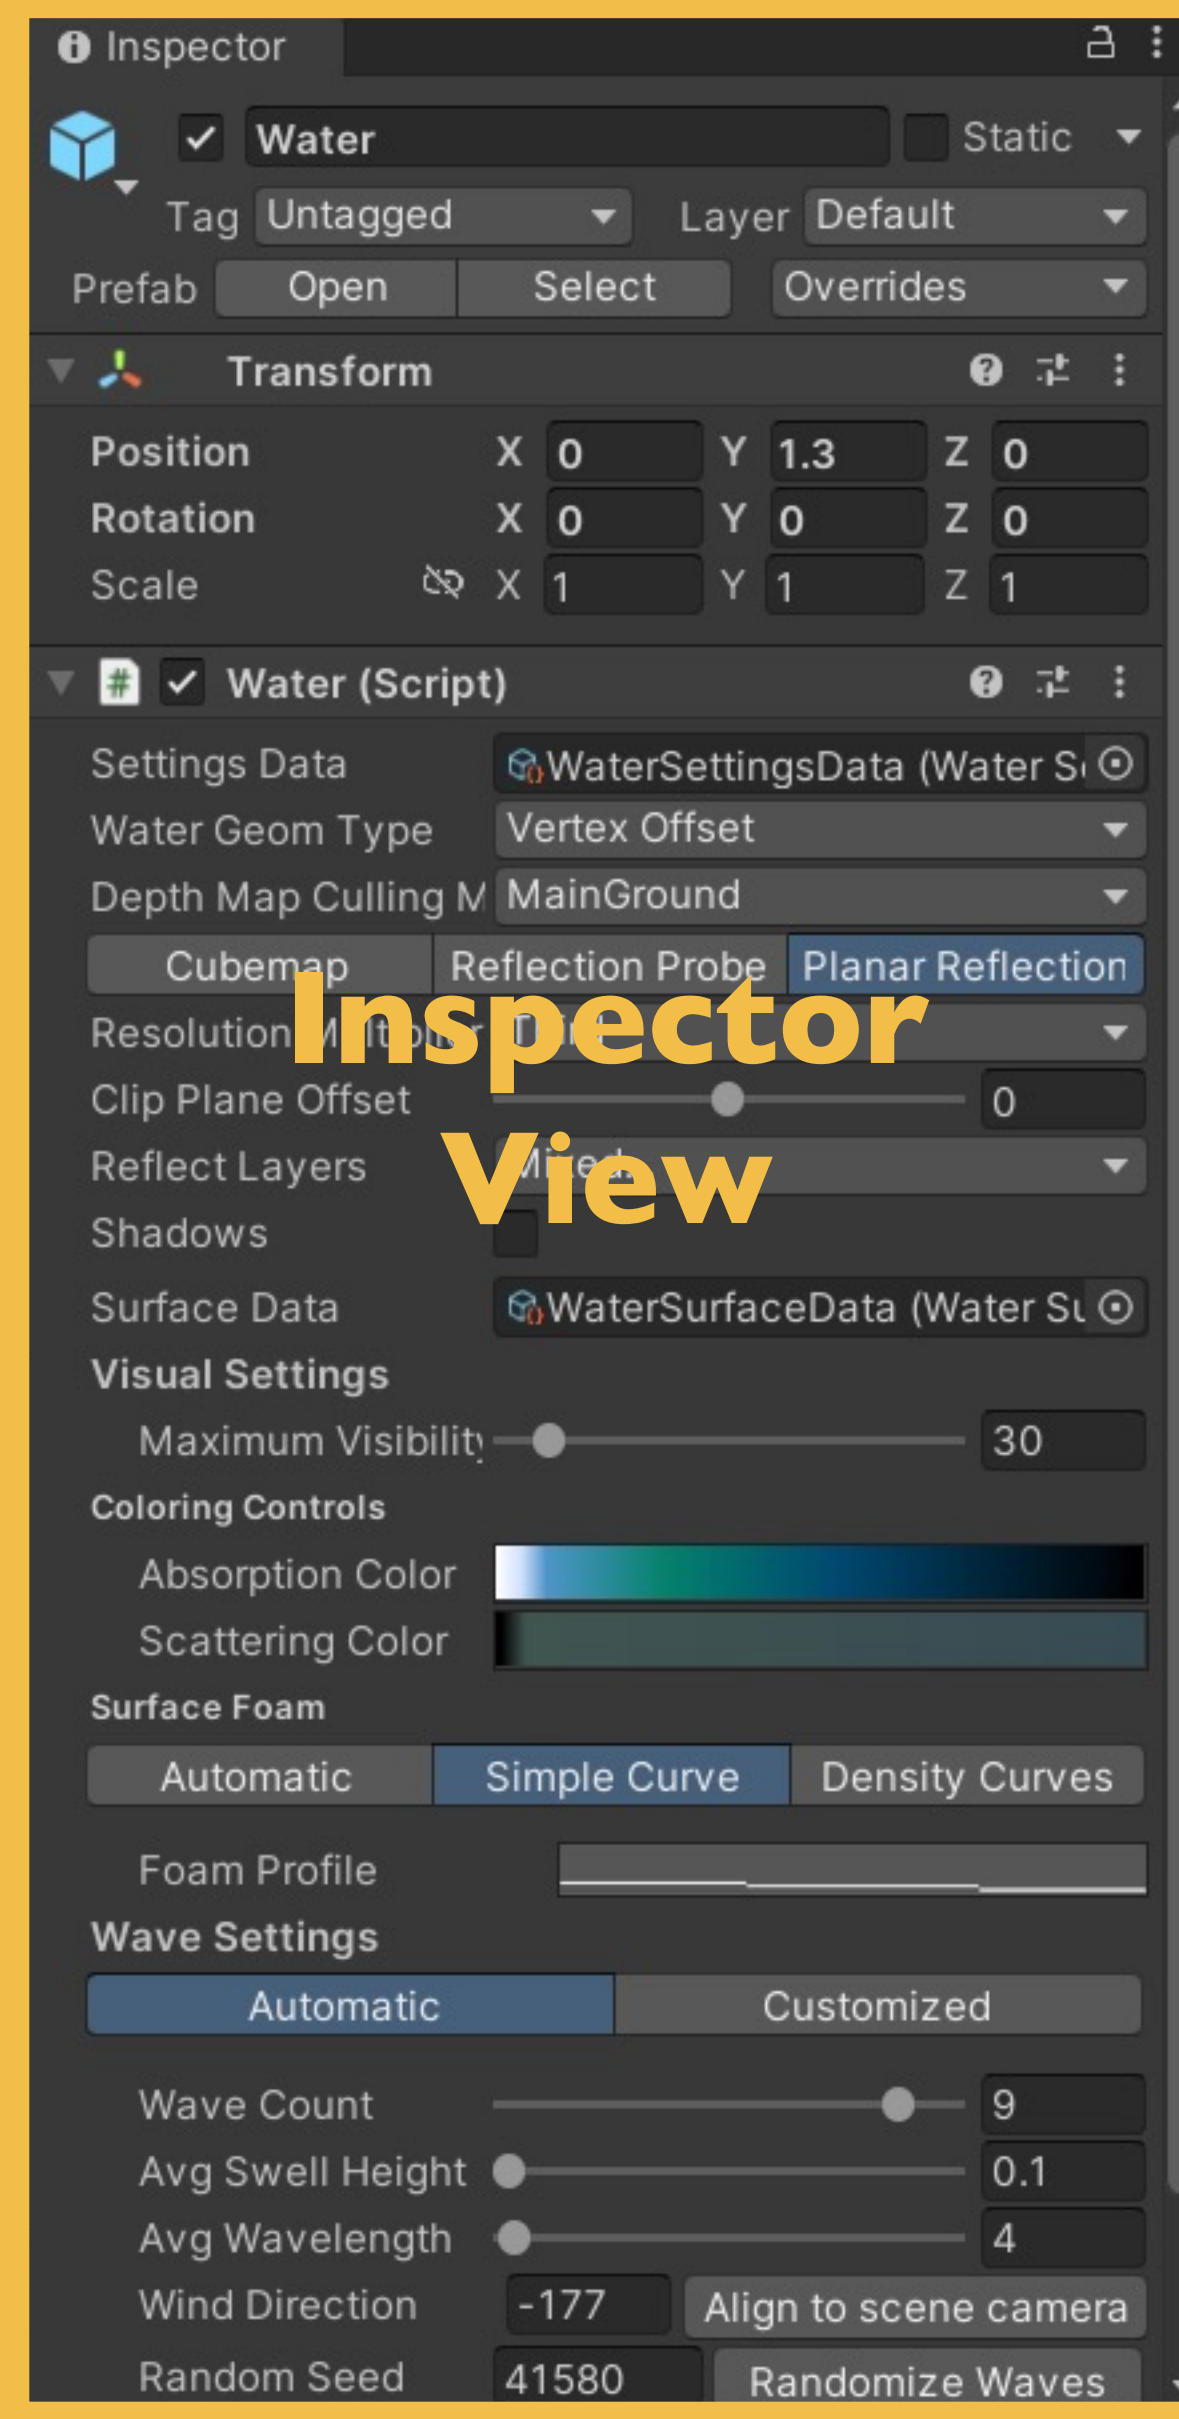 Inspector
Water Static
Tag Untagged Layer Default
Prefab Open Select Overrides
Transform
Position X 0 Y 1.3 Z 0
Rotation X 0 Y 0 Z 0
Scale X 1 Y 1 Z 1
# Water (Script)
Settings Data WaterSettingsData (Water Se
Water Geom Type Vertex Offset
Depth Map Culling M MainGround
Cubemap Reflection Probe Planar Reflection
Resolution Multiplier Third
Inspector
Clip Plane Offset 0
Reflect Layers Mixed...
View
Shadows
Surface Data WaterSurfaceData (Water Su
Visual Settings
Maximum Visibility 30
Coloring Controls
Absorption Color
Scattering Color
Surface Foam
Automatic Simple Curve Density Curves
Foam Profile
Wave Settings
Automatic Customized
Wave Count 9
Avg Swell Height 0.1
Avg Wavelength 4
Wind Direction -177 Align to scene camera
Random Seed 41580 Randomize Waves